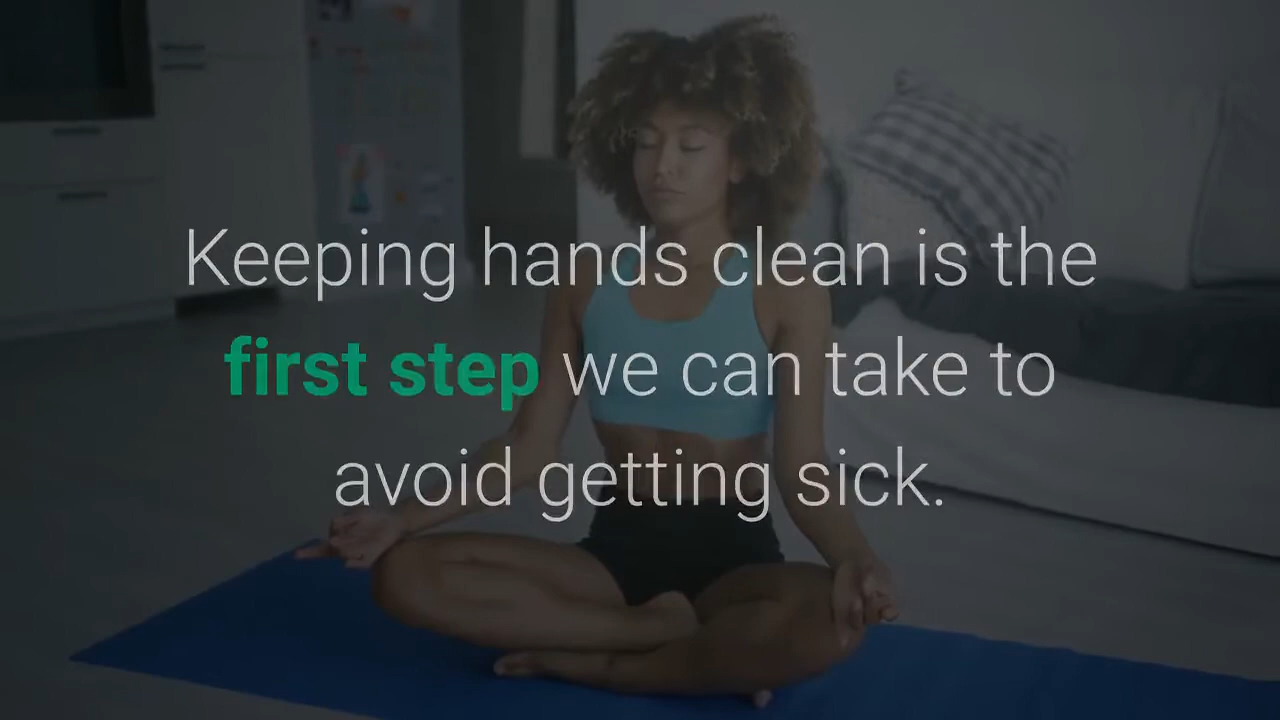 Keeping hands clean is the
first step we can take to
avoid getting sick.